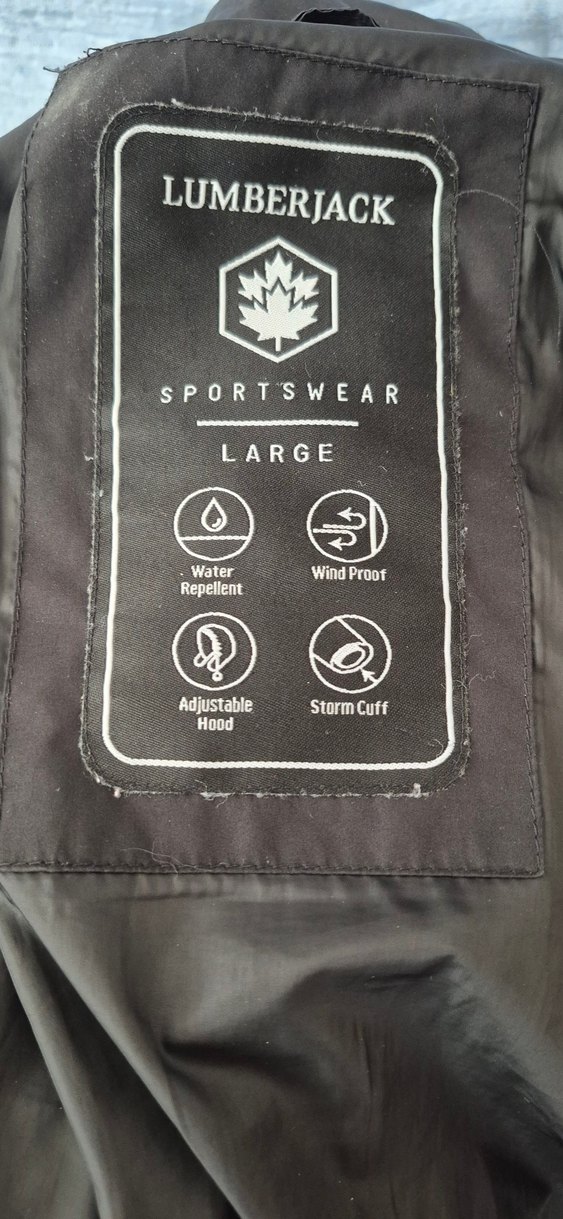 LUMBERJACK
SPORTSWEAR
LARGE
Water
Repellent
Wind Proof
Adjustable
Hood
Storm Cuff